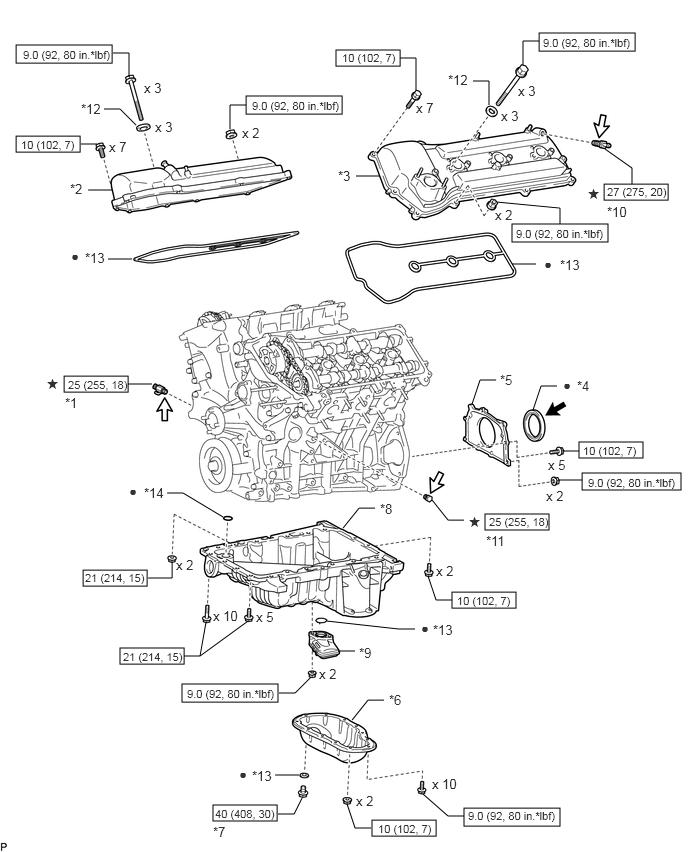 9.0 (92, 80 in.*lbf)
x 3
*12
x 3
9.0 (92, 80 in.*lbf)
x 2
10 (102, 7)
x 7
*2
10 (102, 7)
x 7
*12
9.0 (92, 80 in.*lbf)
x 3
x 3
*3
★ 27 (275, 20)
*10
x 2
9.0 (92, 80 in.*lbf)
● *13
● *13
★ 25 (255, 18)
*1
*5
● *4
10 (102, 7)
x 5
9.0 (92, 80 in.*lbf)
x 2
● *14
*8
★ 25 (255, 18)
*11
x 2
21 (214, 15)
x 2
10 (102, 7)
x 10
x 5
21 (214, 15)
● *13
*9
x 2
9.0 (92, 80 in.*lbf)
*6
● *13
40 (408, 30)
*7
x 2
10 (102, 7)
x 10
9.0 (92, 80 in.*lbf)
P